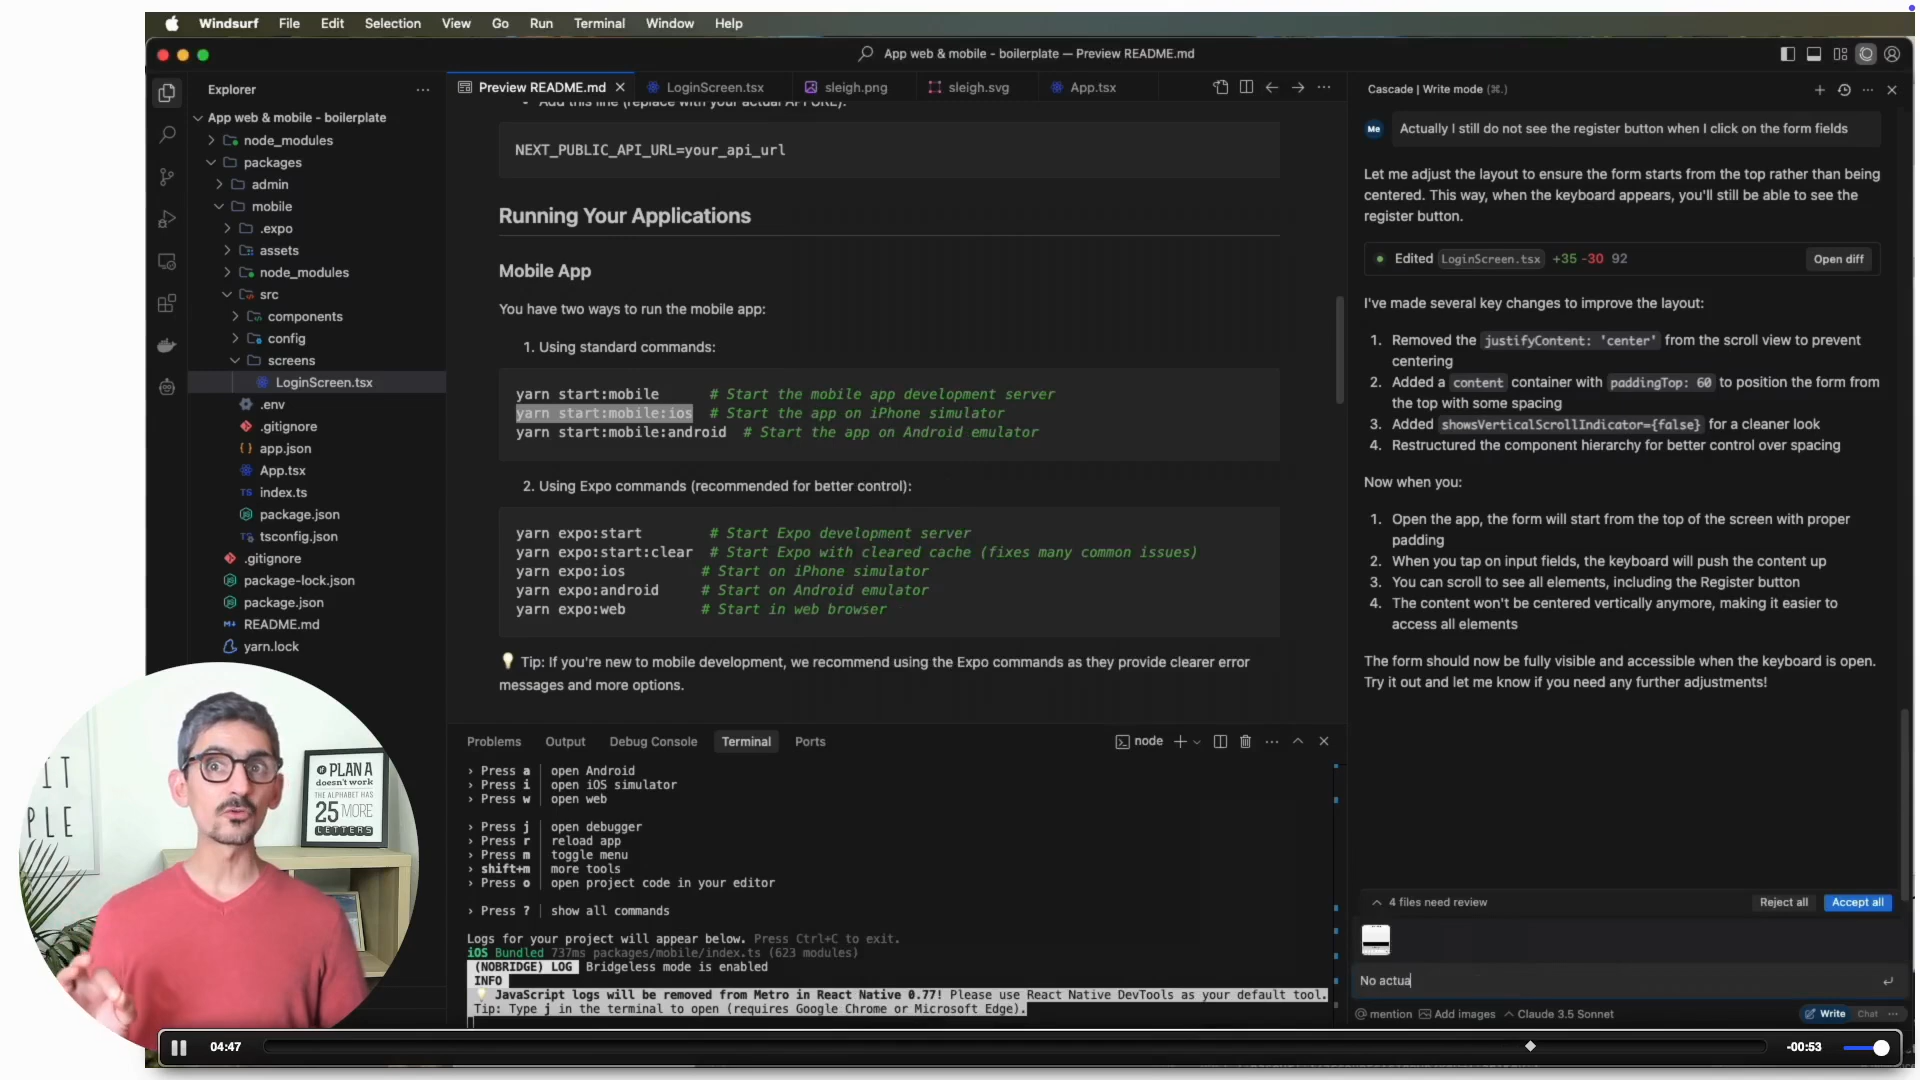 Windsurf File Edit Selection View Go Run Terminal Window Help
App web & mobile - boilerplate — Preview README.md
Explorer
App web & mobile - boilerplate
node_modules
packages
admin
mobile
.expo
assets
node_modules
src
components
config
screens
LoginScreen.tsx
.env
.gitignore
app.json
App.tsx
TS index.ts
package.json
tsconfig.json
.gitignore
package-lock.json
package.json
README.md
yarn.lock
Preview README.md LoginScreen.tsx sleigh.png sleigh.svg App.tsx
Add this line (replace with your actual API URL):
NEXT_PUBLIC_API_URL=your_api_url
Running Your Applications
Mobile App
You have two ways to run the mobile app:
1. Using standard commands:
yarn start:mobile # Start the mobile app development server
yarn start:mobile:ios # Start the app on iPhone simulator
yarn start:mobile:android # Start the app on Android emulator
2. Using Expo commands (recommended for better control):
yarn expo:start # Start Expo development server
yarn expo:start:clear # Start Expo with cleared cache (fixes many common issues)
yarn expo:ios # Start on iPhone simulator
yarn expo:android # Start on Android emulator
yarn expo:web # Start in web browser
💡 Tip: If you're new to mobile development, we recommend using the Expo commands as they provide clearer error
messages and more options.
Problems Output Debug Console Terminal Ports
node
› Press a | open Android
› Press i | open iOS simulator
› Press w | open web
› Press j | open debugger
› Press r | reload app
› Press m | toggle menu
› shift+m | more tools
› Press o | open project code in your editor
› Press ? | show all commands
Logs for your project will appear below. Press Ctrl+C to exit.
iOS Bundled 737ms packages/mobile/index.ts (623 modules)
(NOBRIDGE) LOG Bridgeless mode is enabled
INFO
💡 JavaScript logs will be removed from Metro in React Native 0.77! Please use React Native DevTools as your default tool.
Tip: Type j in the terminal to open (requires Google Chrome or Microsoft Edge).
Cascade | Write mode (⌘.)
Me
Actually I still do not see the register button when I click on the form fields
Let me adjust the layout to ensure the form starts from the top rather than being
centered. This way, when the keyboard appears, you'll still be able to see the
register button.
Edited LoginScreen.tsx +35 -30 92 Open diff
I've made several key changes to improve the layout:
1. Removed the justifyContent: 'center' from the scroll view to prevent
centering
2. Added a content container with paddingTop: 60 to position the form from
the top with some spacing
3. Added showsVerticalScrollIndicator={false} for a cleaner look
4. Restructured the component hierarchy for better control over spacing
Now when you:
1. Open the app, the form will start from the top of the screen with proper
padding
2. When you tap on input fields, the keyboard will push the content up
3. You can scroll to see all elements, including the Register button
4. The content won't be centered vertically anymore, making it easier to
access all elements
The form should now be fully visible and accessible when the keyboard is open.
Try it out and let me know if you need any further adjustments!
4 files need review Reject all Accept all
No actua
@ mention Add images Claude 3.5 Sonnet Write Chat
IT
PLE
IF PLAN A
doesn't work
THE ALPHABET HAS
25 MORE
LETTERS
04:47
-00:53